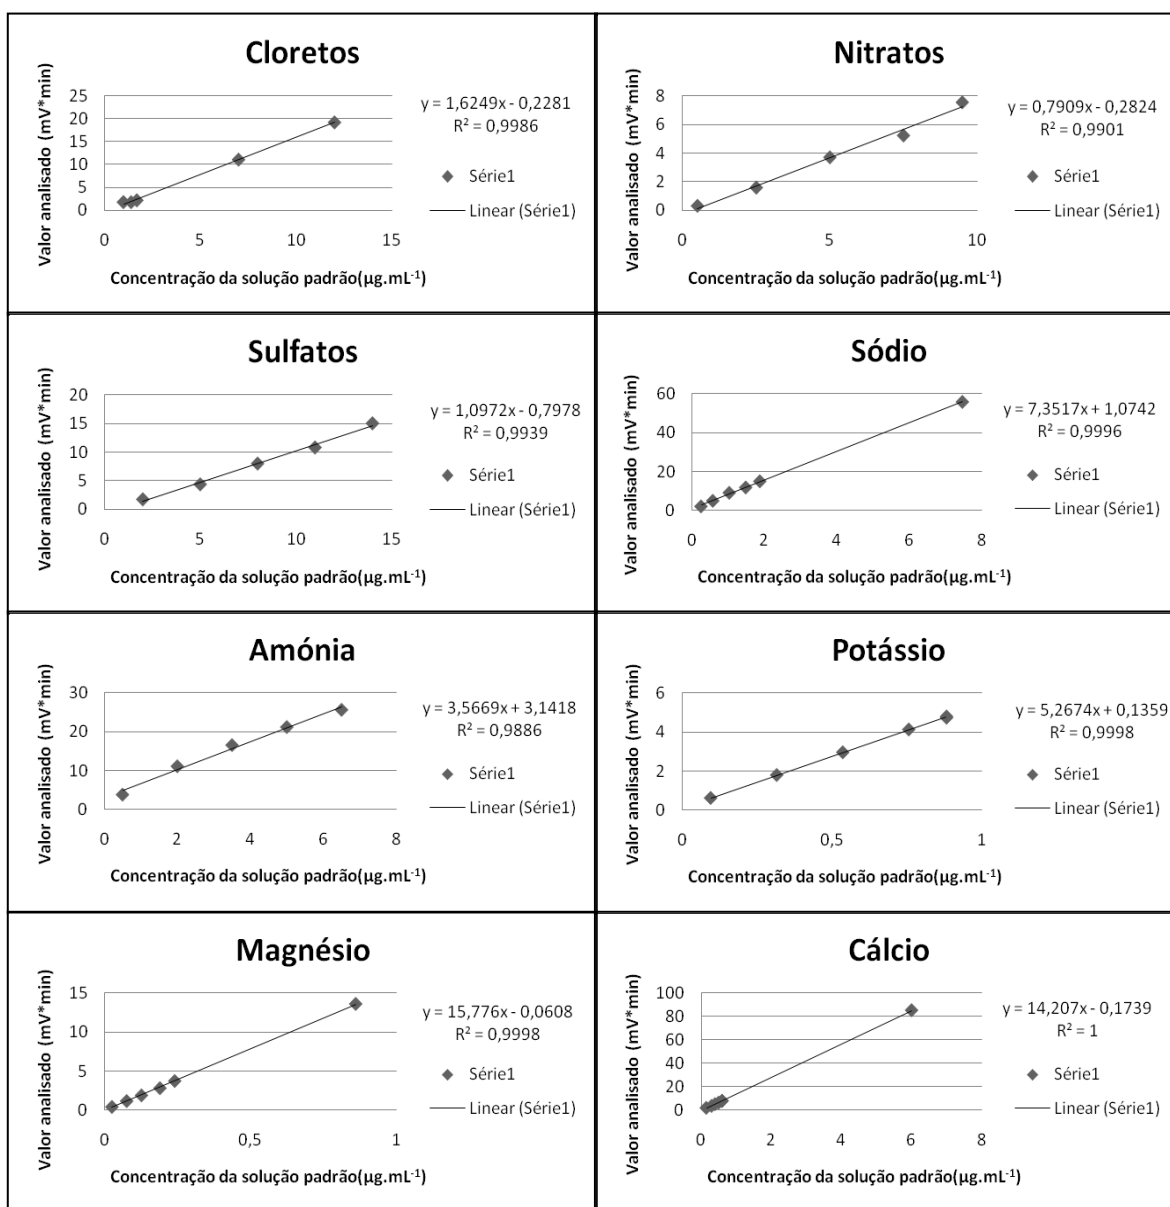 Cloretos
Valor analisado (mV*min)
25
20
15
10
5
0
0 5 10 15
Concentração da solução padrão(µg.mL⁻¹)
y = 1,6249x - 0,2281
R² = 0,9986
Série1
Linear (Série1)
Nitratos
Valor analisado (mV*min)
8
6
4
2
0
0 5 10
Concentração da solução padrão(µg.mL⁻¹)
y = 0,7909x - 0,2824
R² = 0,9901
Série1
Linear (Série1)
Sulfatos
Valor analisado (mV*min)
20
15
10
5
0
0 5 10 15
Concentração da solução padrão(µg.mL⁻¹)
y = 1,0972x - 0,7978
R² = 0,9939
Série1
Linear (Série1)
Sódio
Valor analisado (mV*min)
60
40
20
0
0 2 4 6 8
Concentração da solução padrão(µg.mL⁻¹)
y = 7,3517x + 1,0742
R² = 0,9996
Série1
Linear (Série1)
Amónia
Valor analisado (mV*min)
30
20
10
0
0 2 4 6 8
Concentração da solução padrão(µg.mL⁻¹)
y = 3,5669x + 3,1418
R² = 0,9886
Série1
Linear (Série1)
Potássio
Valor analisado (mV*min)
6
4
2
0
0 0,5 1
Concentração da solução padrão(µg.mL⁻¹)
y = 5,2674x + 0,1359
R² = 0,9998
Série1
Linear (Série1)
Magnésio
Valor analisado (mV*min)
15
10
5
0
0 0,5 1
Concentração da solução padrão(µg.mL⁻¹)
y = 15,776x - 0,0608
R² = 0,9998
Série1
Linear (Série1)
Cálcio
Valor analisado (mV*min)
100
80
60
40
20
0
0 2 4 6 8
Concentração da solução padrão(µg.mL⁻¹)
y = 14,207x - 0,1739
R² = 1
Série1
Linear (Série1)